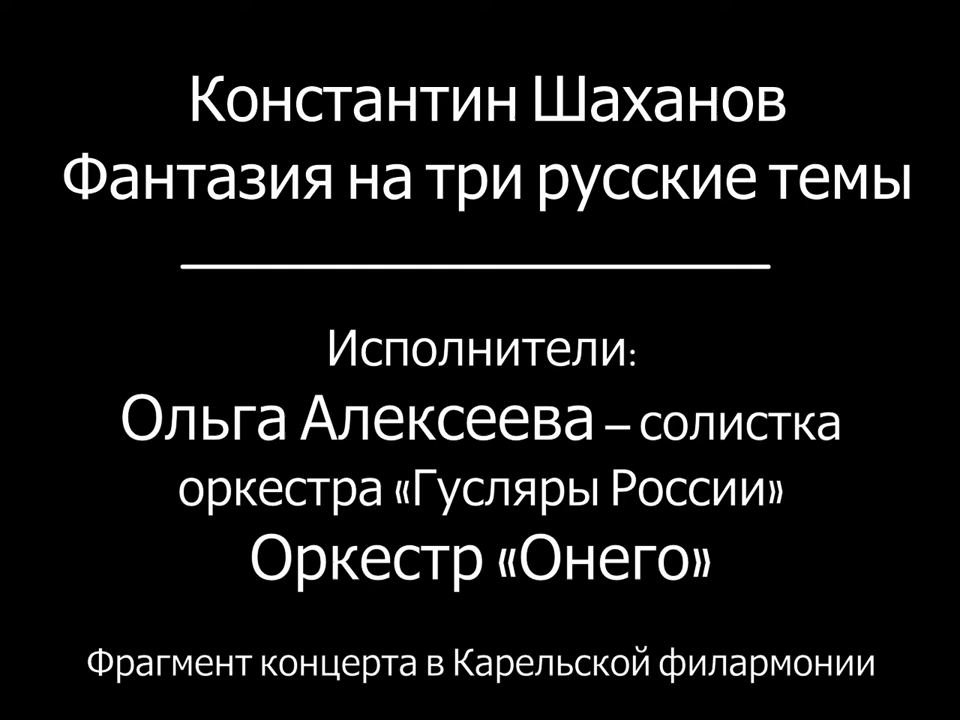 Константин Шаханов
Фантазия на три русские темы
Исполнители:
Ольга Алексеева – солистка
оркестра «Гусляры России»
Оркестр «Онего»
Фрагмент концерта в Карельской филармонии